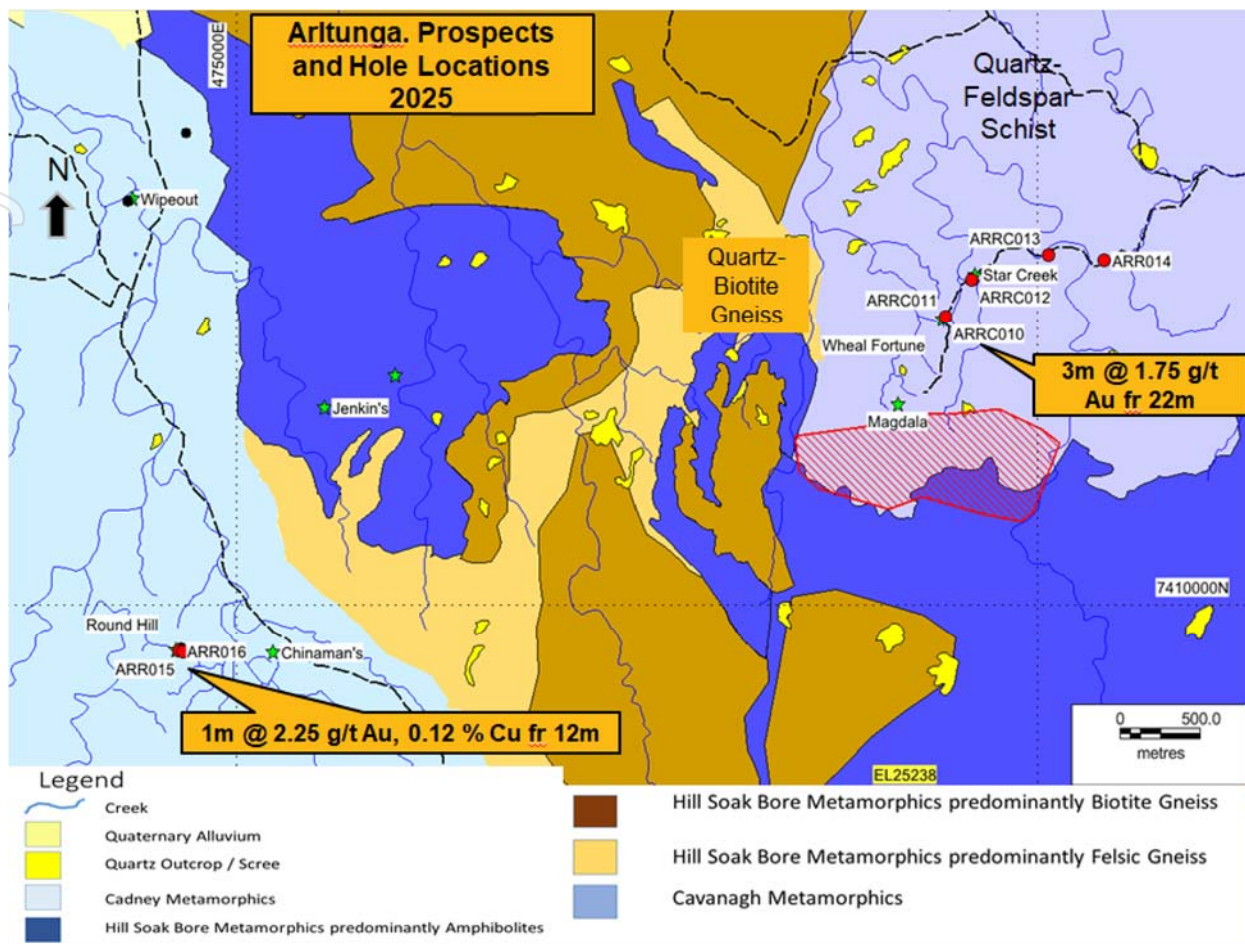 Arltunga. Prospects
and Hole Locations
2025
475000E
N
Wipeout
Quartz-
Feldspar
Schist
ARRC013
ARR014
Star Creek
ARRC012
ARRC011
ARRC010
Quartz-
Biotite
Gneiss
Wheal Fortune
3m @ 1.75 g/t
Au fr 22m
Magdala
Jenkin's
7410000N
Round Hill
ARR016
Chinaman's
ARR015
1m @ 2.25 g/t Au, 0.12 % Cu fr 12m
0 500.0
metres
EL25238
Legend
Creek
Quaternary Alluvium
Quartz Outcrop / Scree
Cadney Metamorphics
Hill Soak Bore Metamorphics predominantly Amphibolites
Hill Soak Bore Metamorphics predominantly Biotite Gneiss
Hill Soak Bore Metamorphics predominantly Felsic Gneiss
Cavanagh Metamorphics